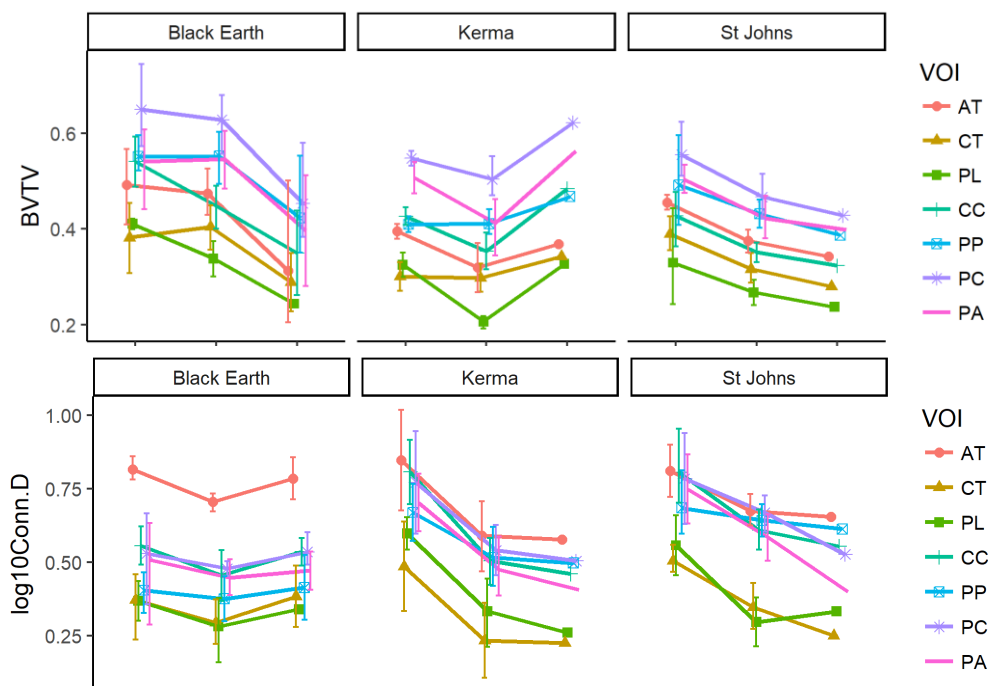 Black Earth
Kerma
St Johns
BVTV
0.6
0.4
0.2
VOI
AT
CT
PL
CC
PP
PC
PA
Black Earth
Kerma
St Johns
log10Conn.D
1.00
0.75
0.50
0.25
VOI
AT
CT
PL
CC
PP
PC
PA